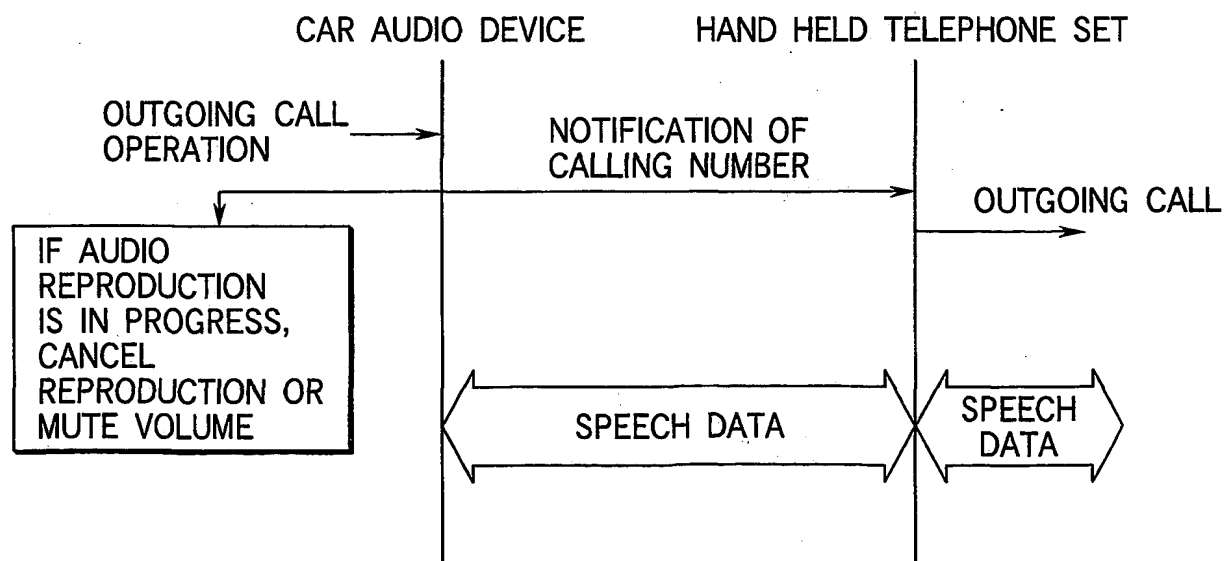 CAR AUDIO DEVICE
HAND HELD TELEPHONE SET
OUTGOING CALL
OPERATION
NOTIFICATION OF
CALLING NUMBER
OUTGOING CALL
IF AUDIO
REPRODUCTION
IS IN PROGRESS,
CANCEL
REPRODUCTION OR
MUTE VOLUME
SPEECH DATA
SPEECH
DATA